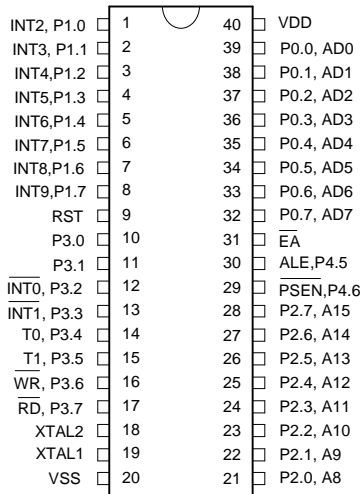 INT2, P1.0 1 40 VDD
INT3, P1.1 2 39 P0.0, AD0
INT4,P1.2 3 38 P0.1, AD1
INT5,P1.3 4 37 P0.2, AD2
INT6,P1.4 5 36 P0.3, AD3
INT7,P1.5 6 35 P0.4, AD4
INT8,P1.6 7 34 P0.5, AD5
INT9,P1.7 8 33 P0.6, AD6
RST 9 32 P0.7, AD7
P3.0 10 31 EA
P3.1 11 30 ALE,P4.5
INT0, P3.2 12 29 PSEN,P4.6
INT1, P3.3 13 28 P2.7, A15
T0, P3.4 14 27 P2.6, A14
T1, P3.5 15 26 P2.5, A13
WR, P3.6 16 25 P2.4, A12
RD, P3.7 17 24 P2.3, A11
XTAL2 18 23 P2.2, A10
XTAL1 19 22 P2.1, A9
VSS 20 21 P2.0, A8